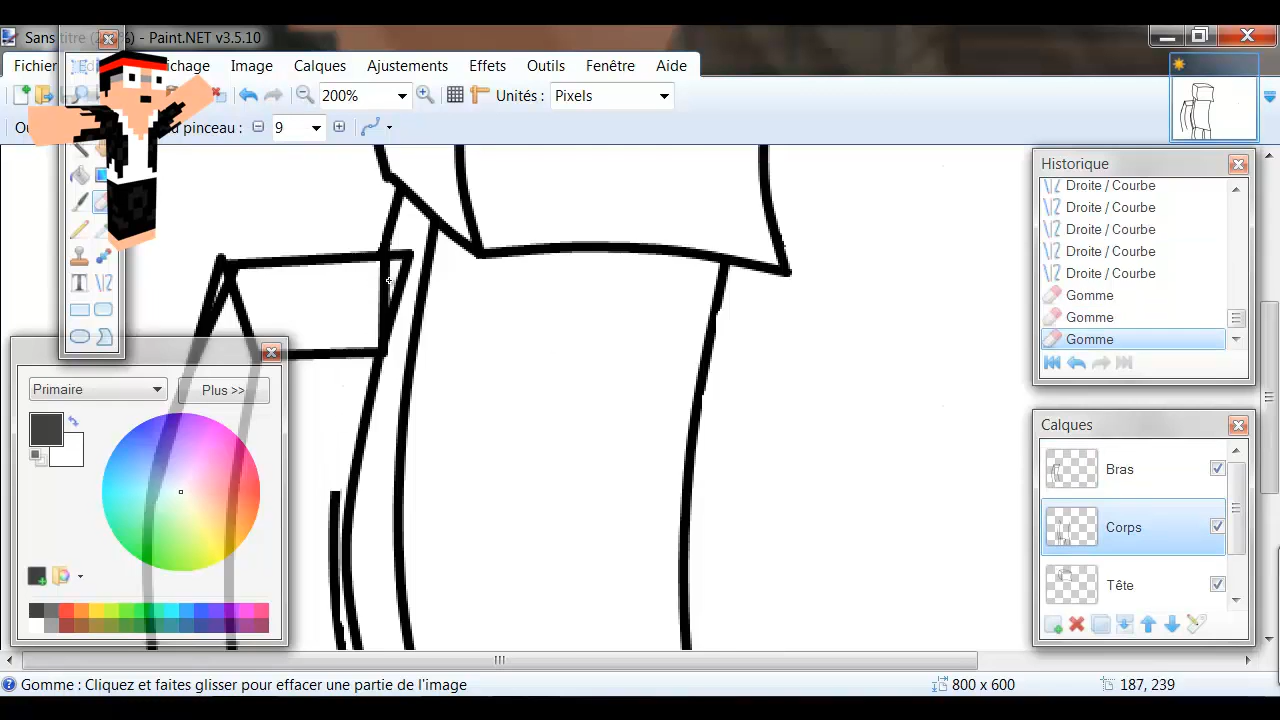 Sans titre (2 %) - Paint.NET v3.5.10
Fichier Image Calques Ajustements Effets Outils Fenêtre Aide
200% Unités : Pixels
pinceau : 9
Historique
Droite / Courbe
Droite / Courbe
Droite / Courbe
Droite / Courbe
Droite / Courbe
Gomme
Gomme
Gomme
Primaire Plus >>
Calques
Bras
Corps
Tête
Gomme : Cliquez et faites glisser pour effacer une partie de l'image 800 x 600 187, 239